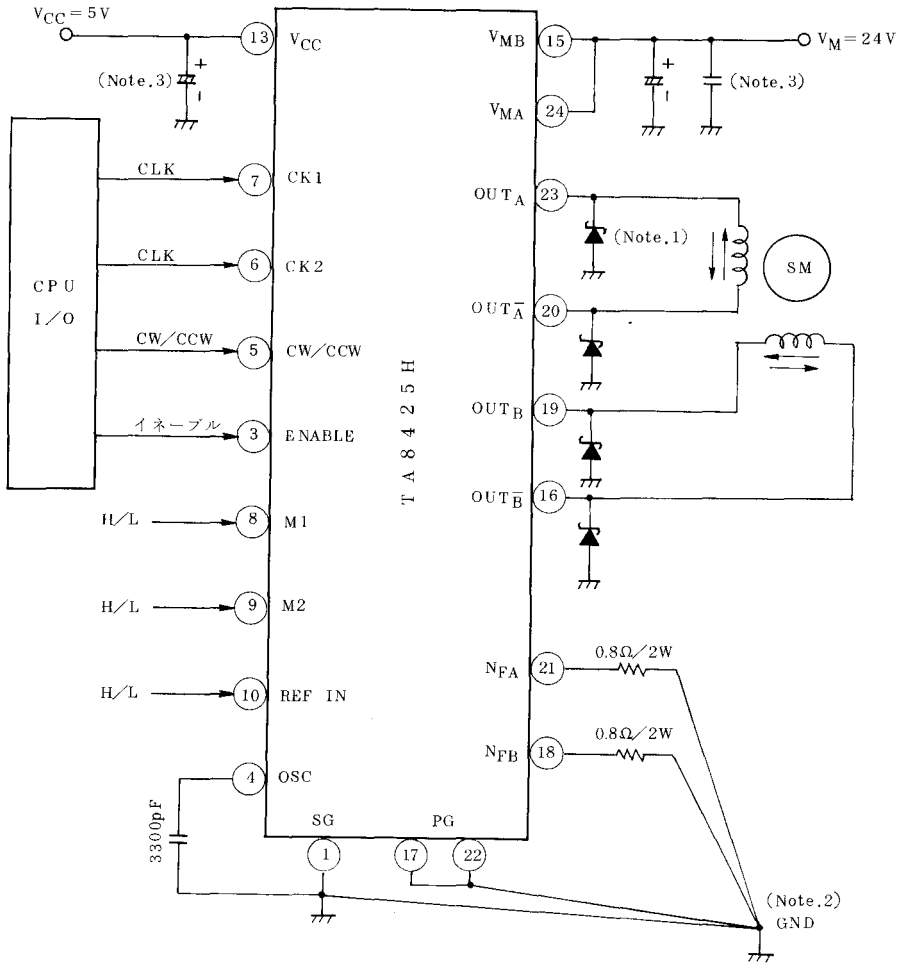 VCC=5V
13
VCC
(Note.3)
+
-
CPU
I/O
CLK
7
CK1
CLK
6
CK2
CW/CCW
5
CW/CCW
イネーブル
3
ENABLE
H/L
8
M1
H/L
9
M2
H/L
10
REF IN
4
OSC
3300pF
TA8425H
SG
PG
1
17
22
VMB
15
VM=24V
VMA
24
+
-
(Note.3)
OUTA
23
(Note.1)
SM
OUTA̅
20
OUTB
19
OUTB̅
16
NFA
21
0.8Ω/2W
NFB
18
0.8Ω/2W
(Note.2)
GND